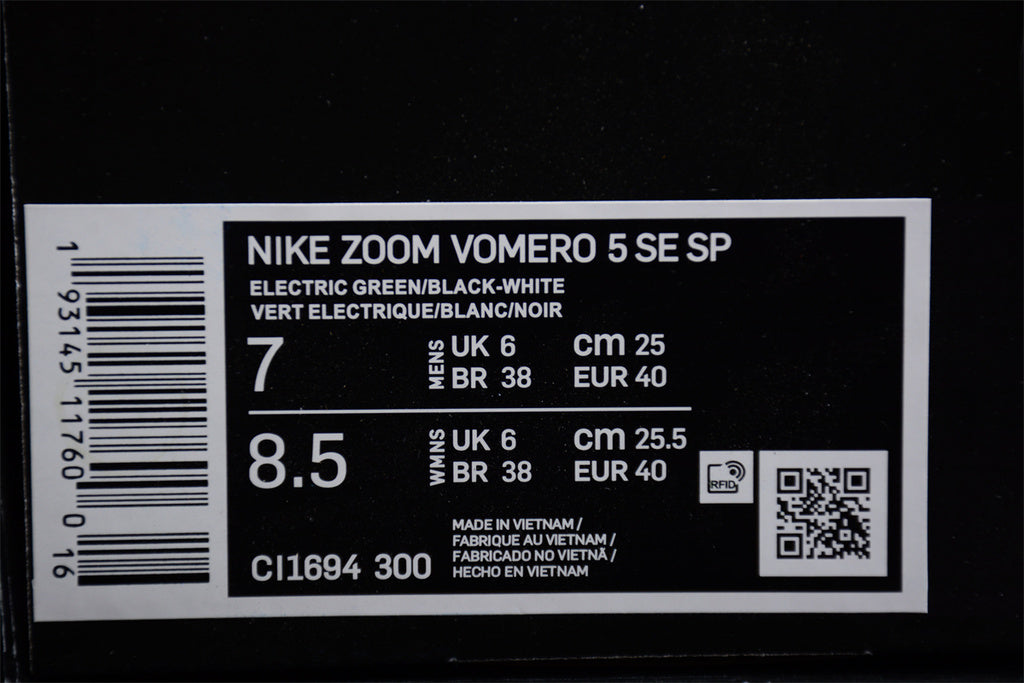 1 93145 11760 0 16
NIKE ZOOM VOMERO 5 SE SP
ELECTRIC GREEN/BLACK-WHITE
VERT ELECTRIQUE/BLANC/NOIR
7 MENS UK 6 cm 25
BR 38 EUR 40
8.5 WMNS UK 6 cm 25.5
BR 38 EUR 40
RFID
MADE IN VIETNAM /
FABRIQUE AU VIETNAM /
FABRICADO NO VIETNÃ /
HECHO EN VIETNAM
CI1694 300